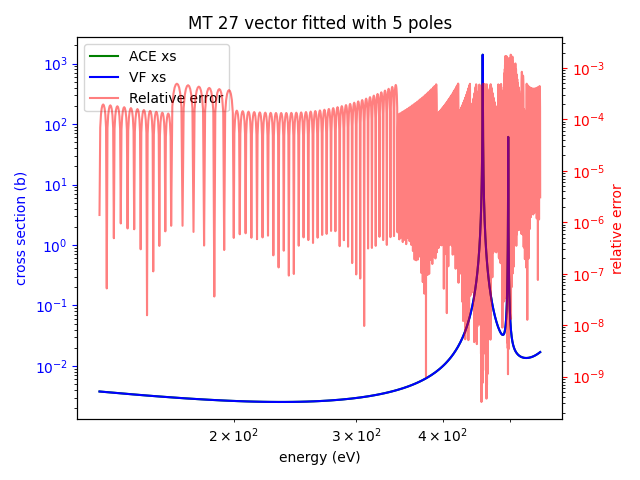 MT 27 vector fitted with 5 poles
ACE xs
VF xs
Relative error
cross section (b)
10³
10²
10¹
10⁰
10⁻¹
10⁻²
10⁻³
10⁻⁴
10⁻⁵
10⁻⁶
10⁻⁷
10⁻⁸
10⁻⁹
relative error
2 × 10²
3 × 10²
4 × 10²
energy (eV)